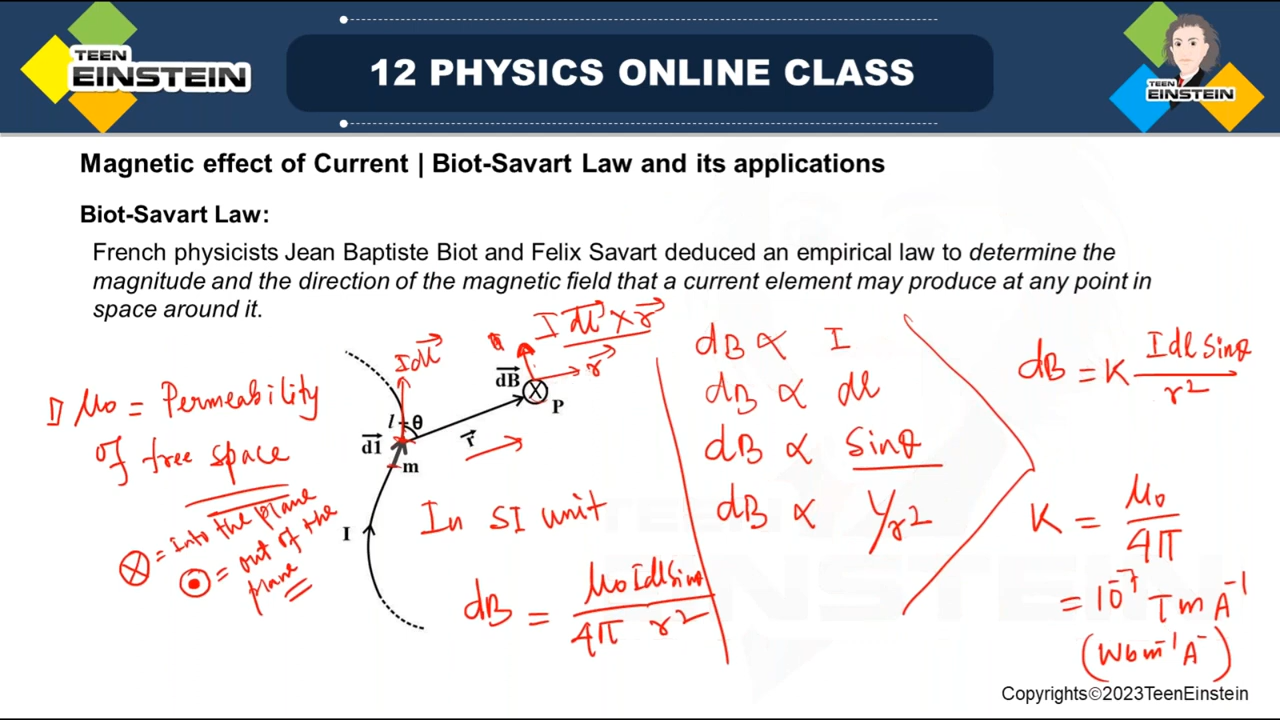 TEEN
EINSTEIN
12 PHYSICS ONLINE CLASS
TEEN
EINSTEIN
Magnetic effect of Current | Biot-Savart Law and its applications
Biot-Savart Law:
French physicists Jean Baptiste Biot and Felix Savart deduced an empirical law to determine the
magnitude and the direction of the magnetic field that a current element may produce at any point in
space around it.
μ₀ = Permeability
of free space
⊗ = into the plane
⊙ = out of the
plane
I dl⃗
I dl⃗ × r⃗
r⃗
dB⃗
P
l θ
dl⃗
r⃗
m
I
In SI unit
dB = μ₀ I dl sinθ / 4π r²
dB ∝ I
dB ∝ dl
dB ∝ sinθ
dB ∝ 1/r²
dB = K I dl sinθ / r²
K = μ₀ / 4π
= 10⁻⁷ T m A⁻¹
(Wb m⁻¹ A⁻)
Copyrights©2023TeenEinstein